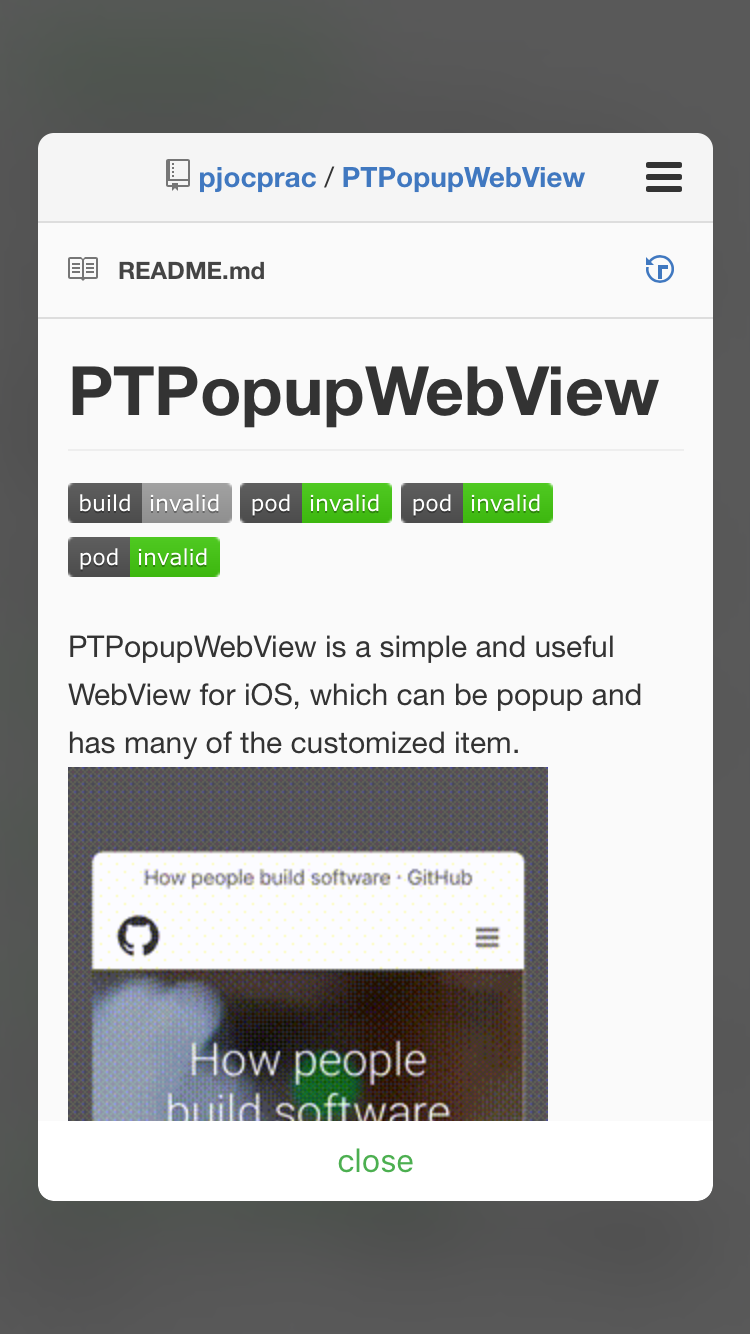 pjocprac / PTPopupWebView
README.md
PTPopupWebView
build invalid pod invalid pod invalid
pod invalid
PTPopupWebView is a simple and useful
WebView for iOS, which can be popup and
has many of the customized item.
How people build software · GitHub
How people
build software
close